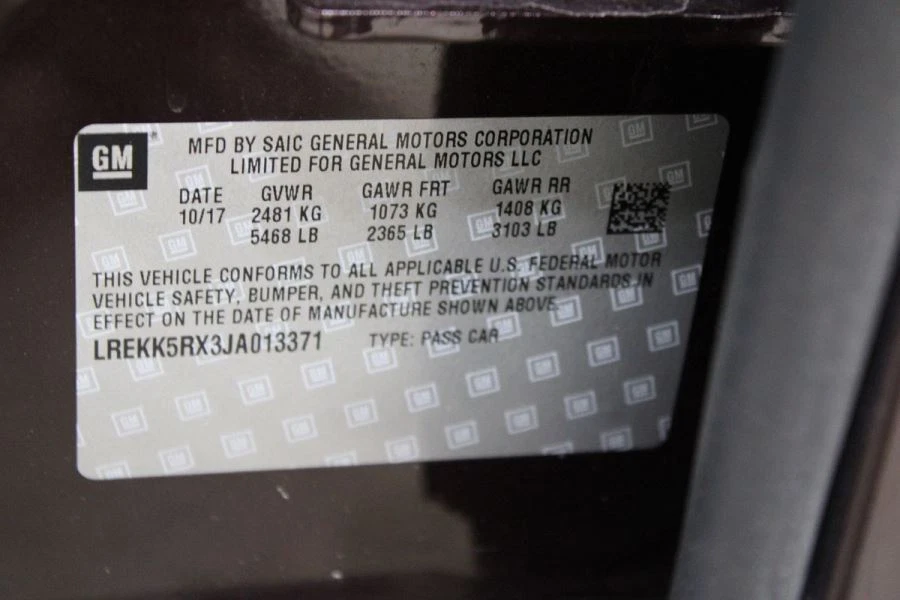 GM
MFD BY SAIC GENERAL MOTORS CORPORATION
LIMITED FOR GENERAL MOTORS LLC
DATE GVWR GAWR FRT GAWR RR
10/17 2481 KG 1073 KG 1408 KG
5468 LB 2365 LB 3103 LB
THIS VEHICLE CONFORMS TO ALL APPLICABLE U.S. FEDERAL MOTOR
VEHICLE SAFETY, BUMPER, AND THEFT PREVENTION STANDARDS IN
EFFECT ON THE DATE OF MANUFACTURE SHOWN ABOVE.
LREKK5RX3JA013371 TYPE: PASS CAR